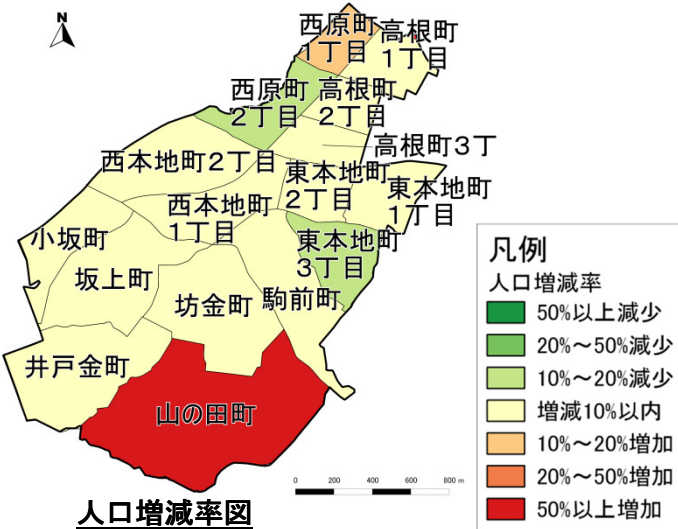 N
西原町
1丁目
高根町
1丁目
西原町
2丁目
高根町
2丁目
高根町3丁
西本地町2丁目
東本地町
2丁目
東本地町
1丁目
西本地町
1丁目
小坂町
東本地町
3丁目
坂上町
坊金町
駒前町
井戸金町
山の田町
凡例
人口増減率
50%以上減少
20%～50%減少
10%～20%減少
増減10%以内
10%～20%増加
20%～50%増加
50%以上増加
0 200 400 600 800 m
人口増減率図